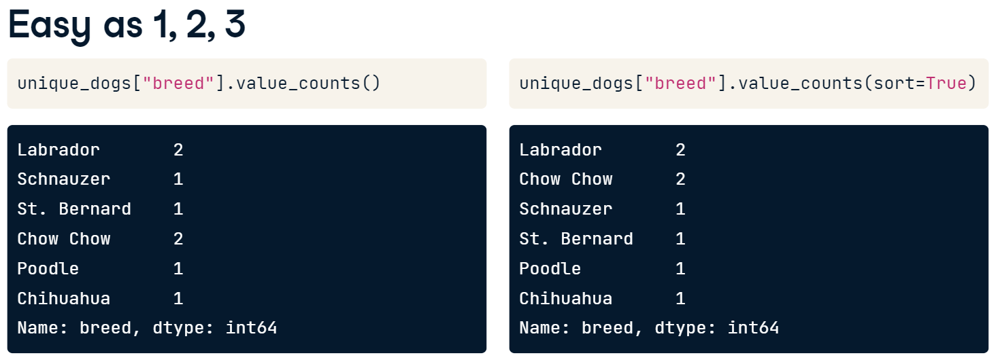 Easy as 1, 2, 3
unique_dogs["breed"].value_counts()
Labrador 2
Schnauzer 1
St. Bernard 1
Chow Chow 2
Poodle 1
Chihuahua 1
Name: breed, dtype: int64
unique_dogs["breed"].value_counts(sort=True)
Labrador 2
Chow Chow 2
Schnauzer 1
St. Bernard 1
Poodle 1
Chihuahua 1
Name: breed, dtype: int64